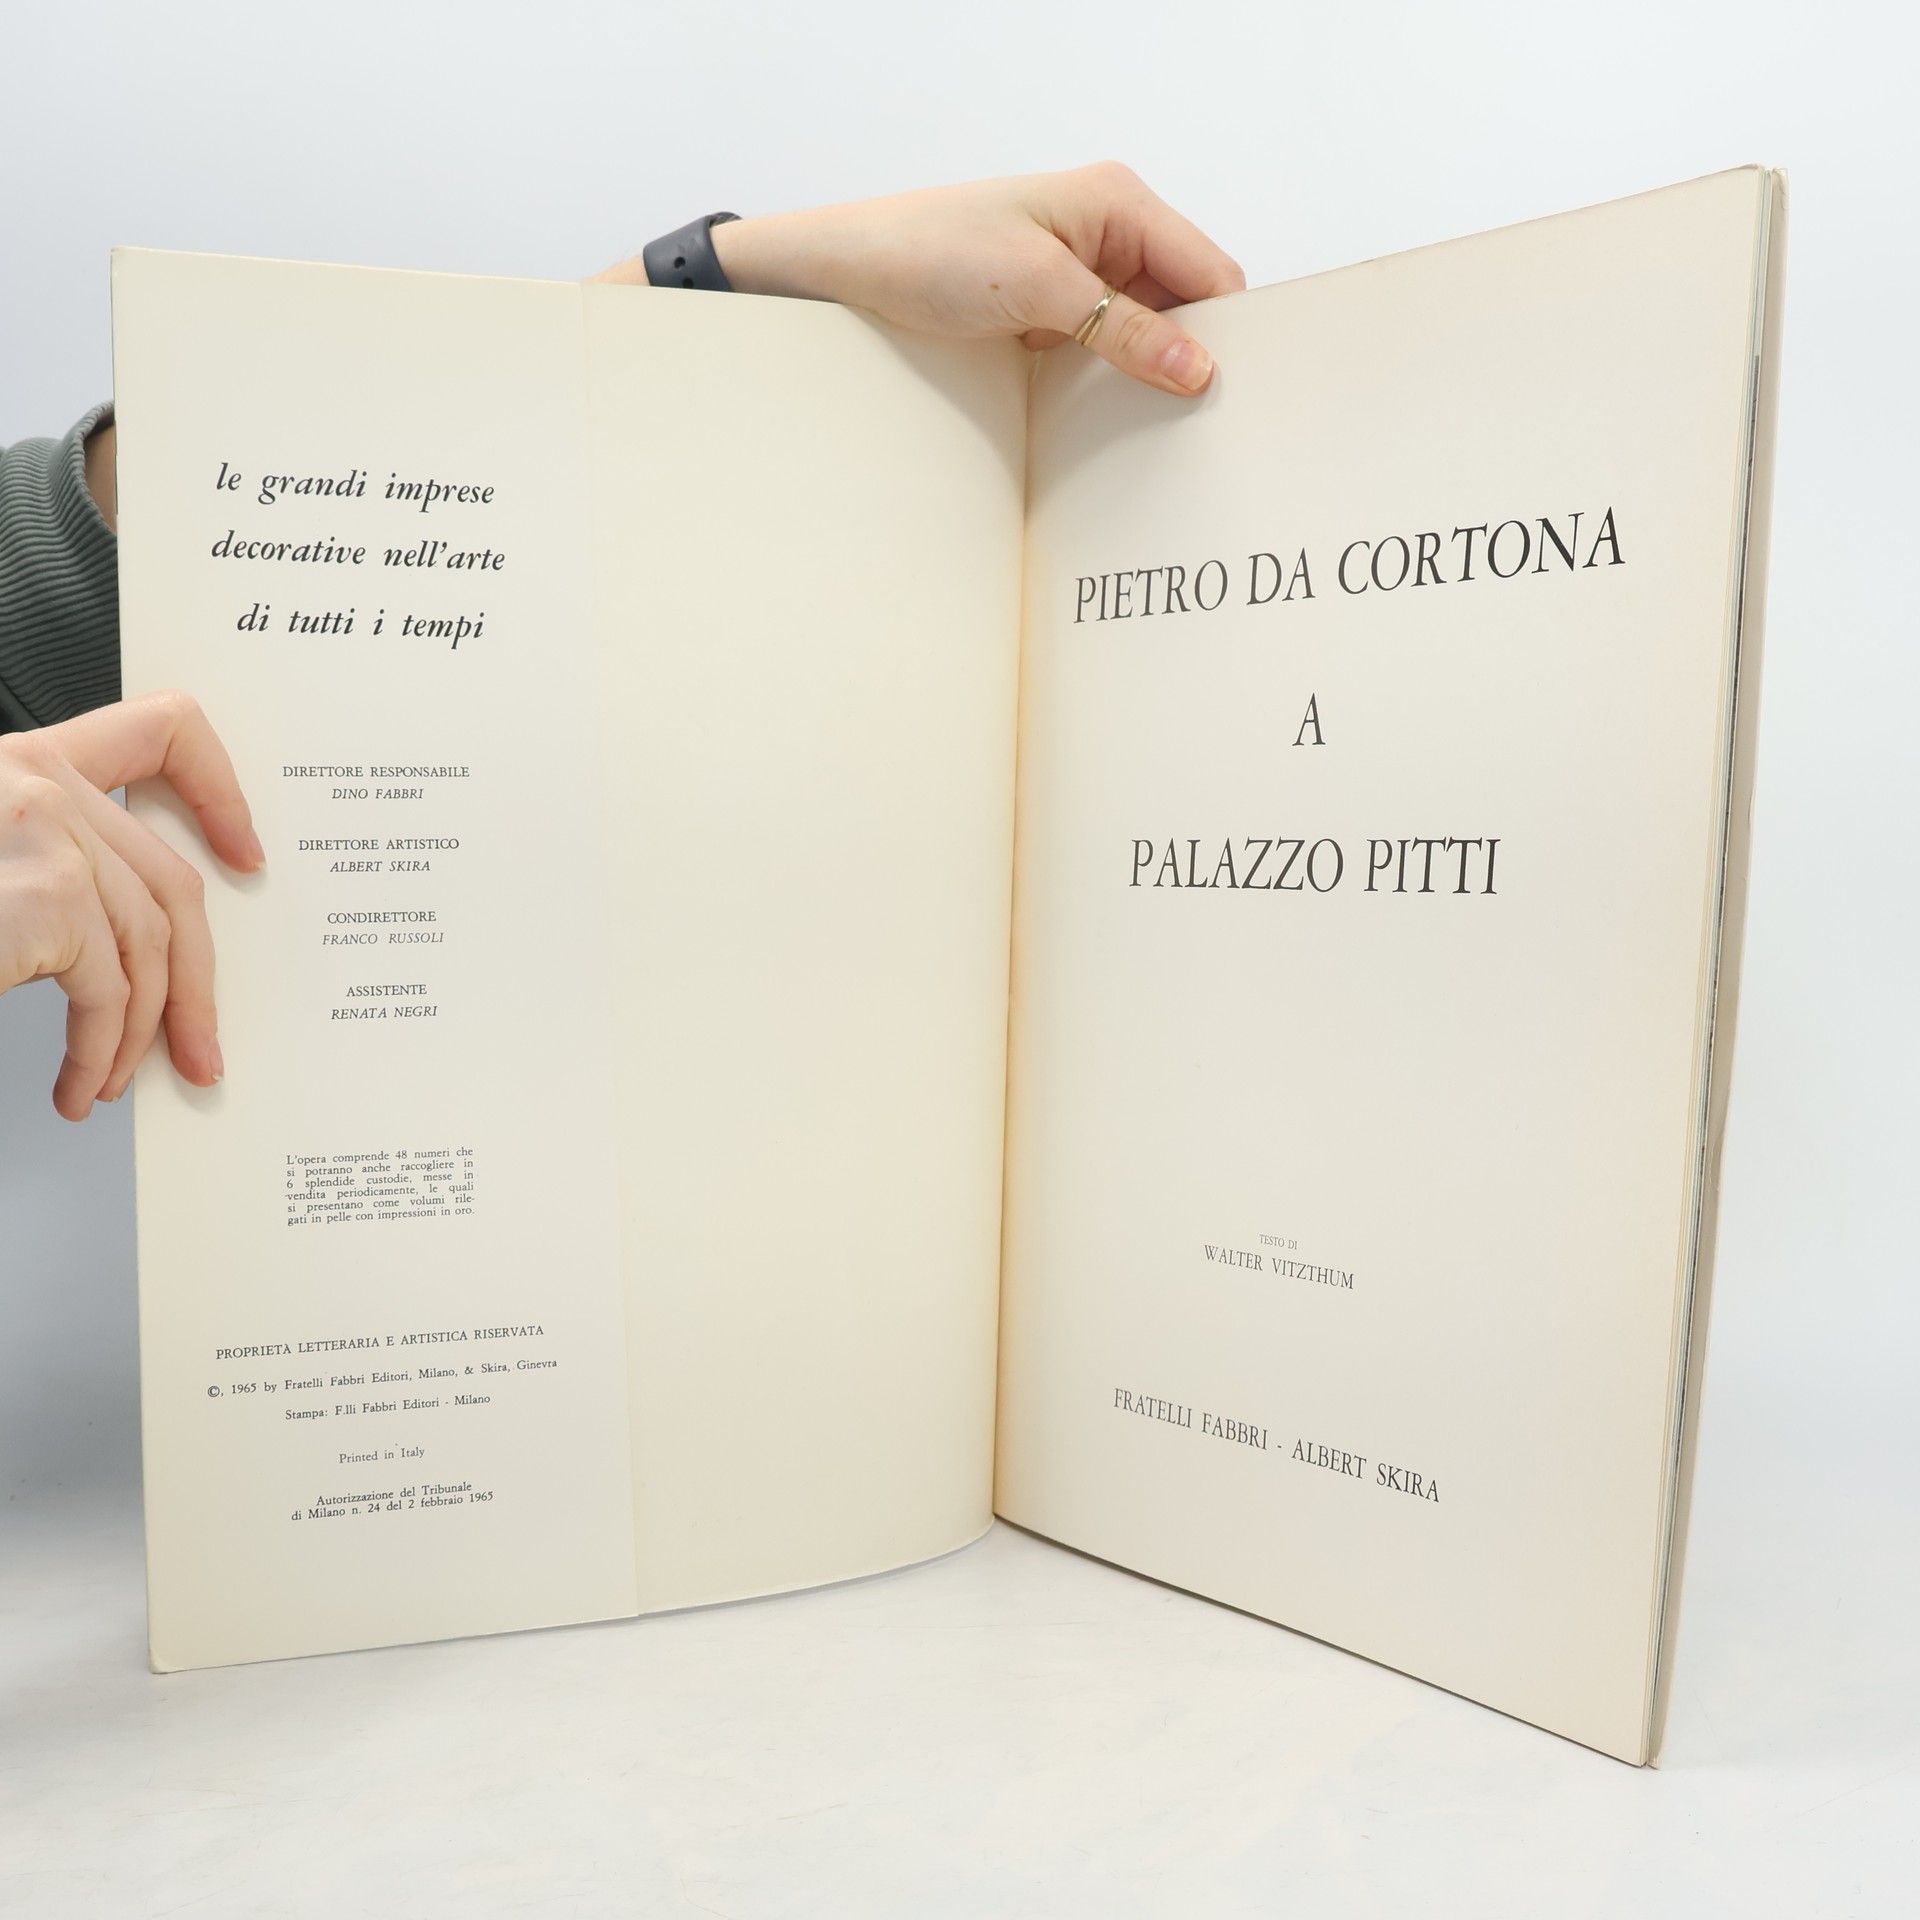 le grandi imprese
decorative nell'arte
di tutti i tempi
DIRETTORE RESPONSABILE
DINO FABBRI
DIRETTORE ARTISTICO
ALBERT SKIRA
CONDIRETTORE
FRANCO RUSSOLI
ASSISTENTE
RENATA NEGRI
L'opera comprende 48 numeri che
si potranno anche raccogliere in
6 splendide custodie, messe in
vendita periodicamente, le quali
si presentano come volumi rile-
gati in pelle con impressioni in oro.
PROPRIETÀ LETTERARIA E ARTISTICA RISERVATA
©, 1965 by Fratelli Fabbri Editori, Milano, & Skira, Ginevra
Stampa: F.lli Fabbri Editori - Milano
Printed in Italy
Autorizzazione del Tribunale
di Milano n. 24 del 2 febbraio 1965
PIETRO DA CORTONA
A
PALAZZO PITTI
TESTO DI
WALTER VITZTHUM
FRATELLI FABBRI - ALBERT SKIRA